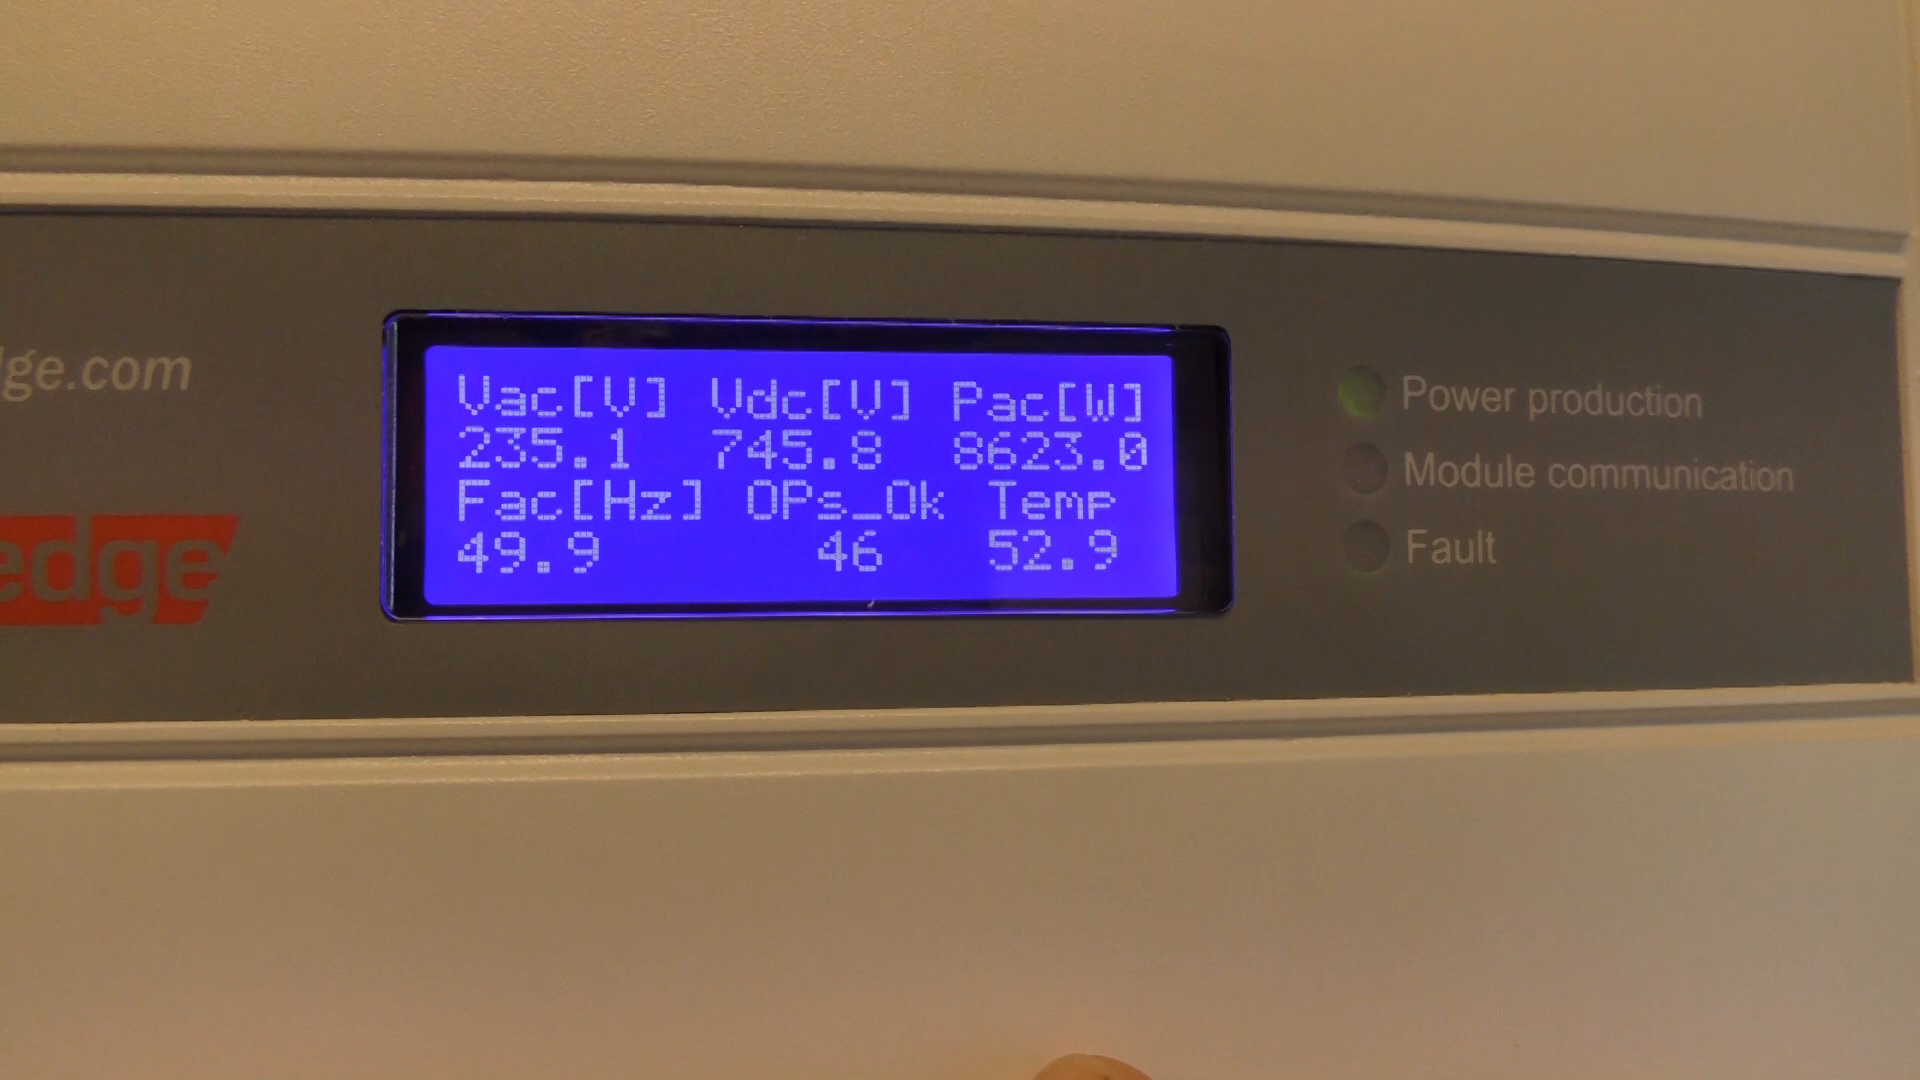 dge.com
edge
Vac[V] Vdc[V] Pac[W]
235.1 745.8 8623.0
Fac[Hz] OPs_Ok Temp
49.9 46 52.9
Power production
Module communication
Fault